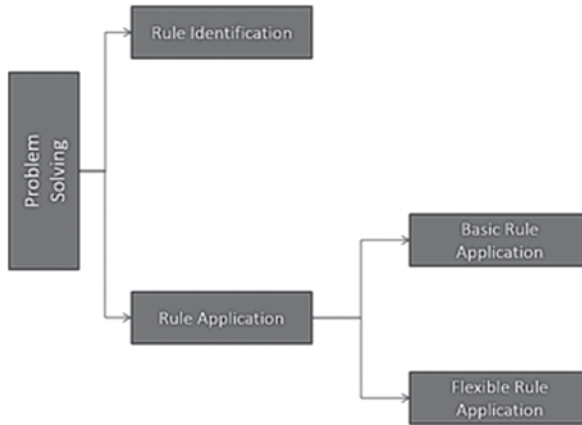 Rule Identification
Problem
Solving
Basic Rule
Application
Rule Application
Flexible Rule
Application